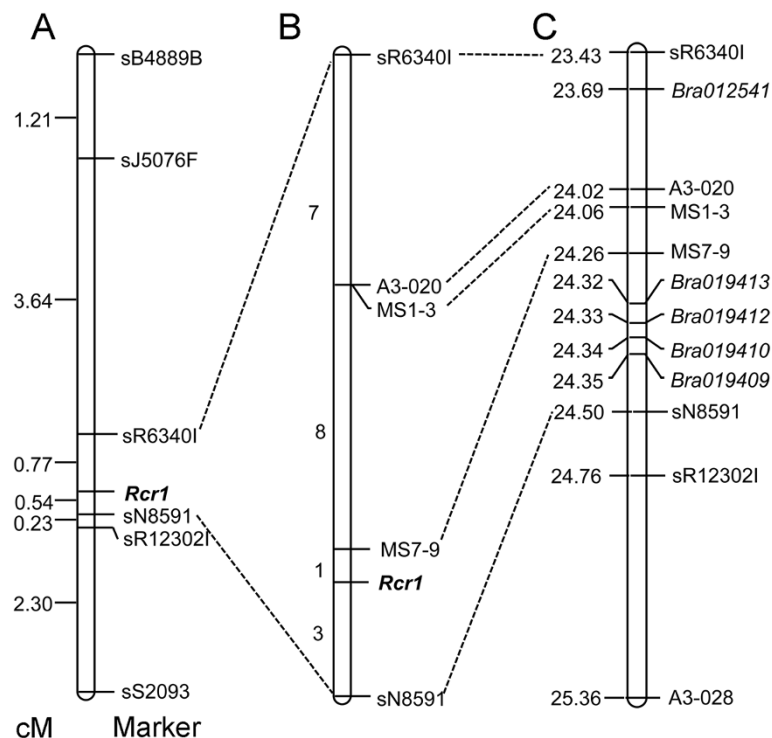 A
sB4889B
1.21
sJ5076F
3.64
sR6340I
0.77
Rcr1
0.54
sN8591
0.23
sR12302I
2.30
sS2093
cM Marker
B
sR6340I
7
A3-020
MS1-3
8
MS7-9
1
Rcr1
3
sN8591
C
23.43 sR6340I
23.69 Bra012541
24.02 A3-020
24.06 MS1-3
24.26 MS7-9
24.32 Bra019413
24.33 Bra019412
24.34 Bra019410
24.35 Bra019409
24.50 sN8591
24.76 sR12302I
25.36 A3-028